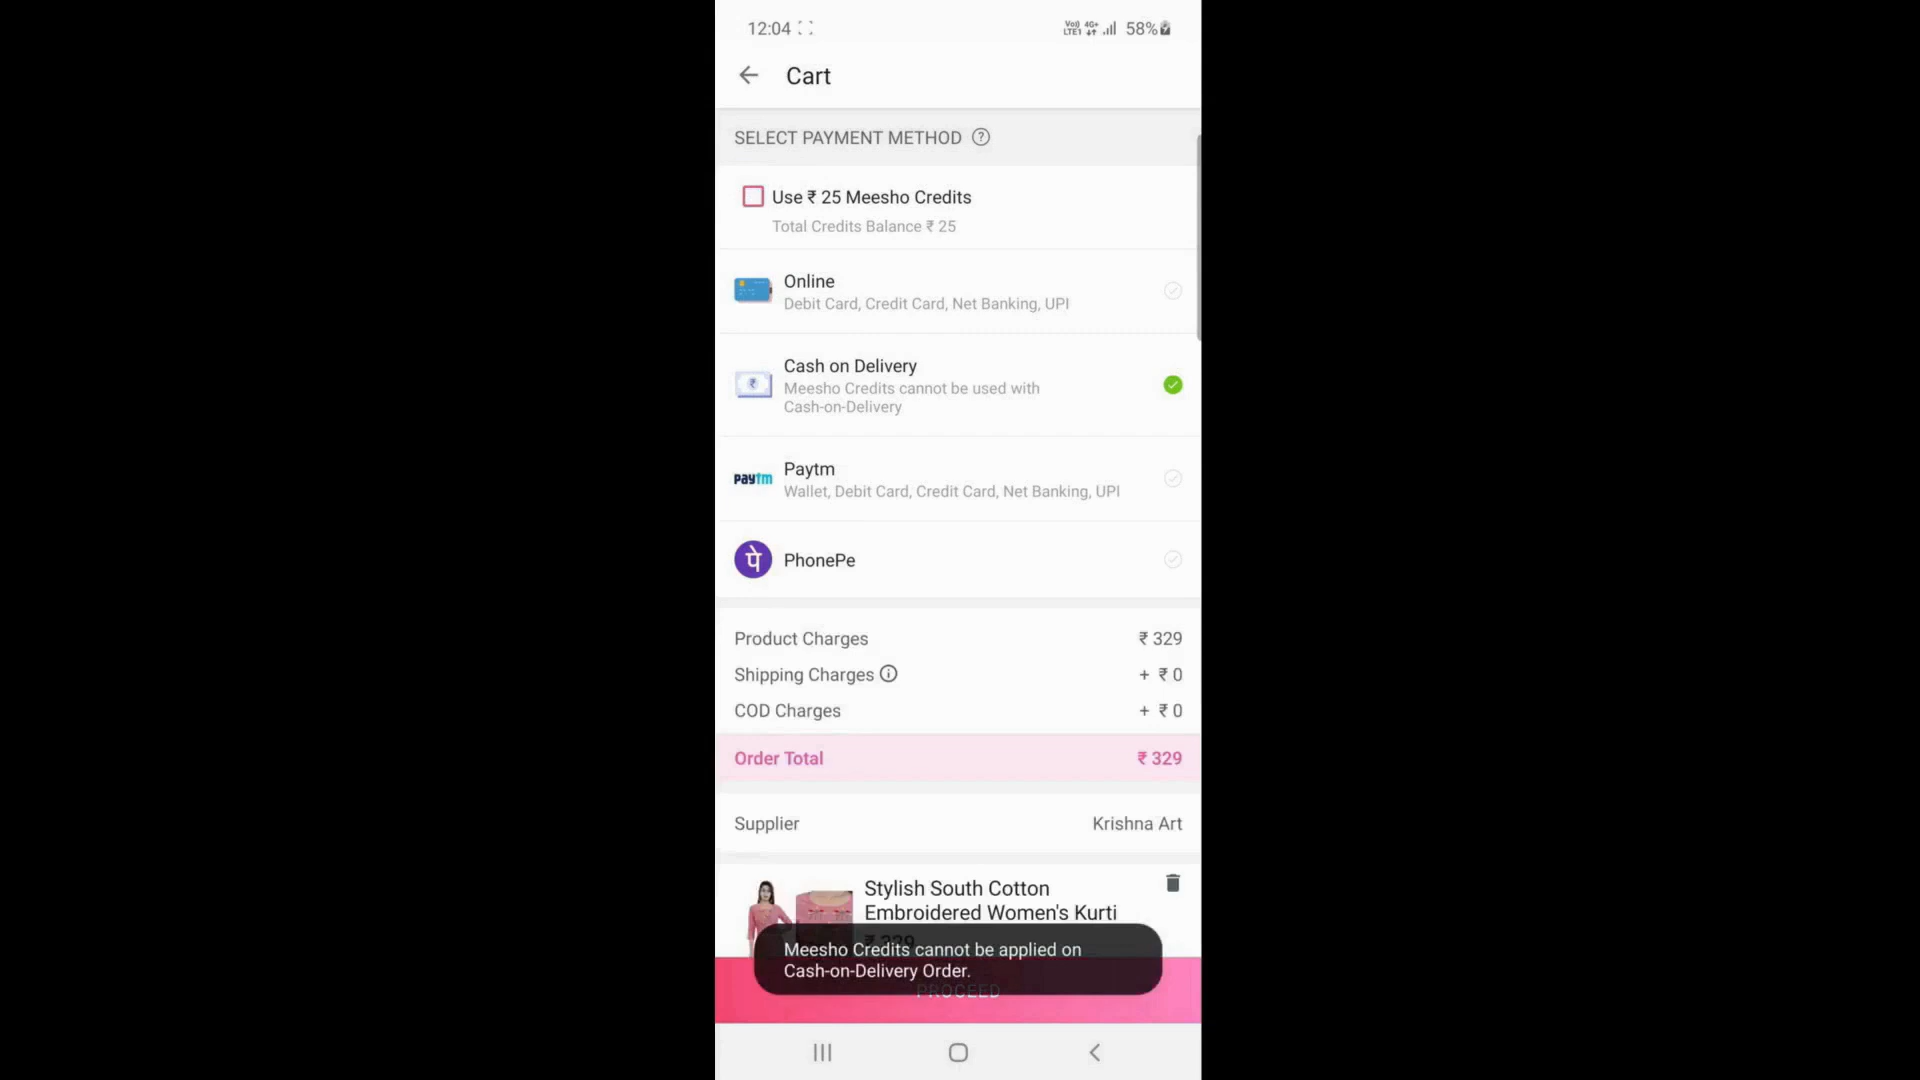 12:04
Vo)) 4G+
LTE1 58%
Cart
SELECT PAYMENT METHOD ?
Use ₹ 25 Meesho Credits
Total Credits Balance ₹ 25
Online
Debit Card, Credit Card, Net Banking, UPI
Cash on Delivery
Meesho Credits cannot be used with
Cash-on-Delivery
paytm
Paytm
Wallet, Debit Card, Credit Card, Net Banking, UPI
पे PhonePe
Product Charges ₹ 329
Shipping Charges + ₹ 0
COD Charges + ₹ 0
Order Total ₹ 329
Supplier Krishna Art
Stylish South Cotton
Embroidered Women's Kurti
₹ 329
Meesho Credits cannot be applied on
Cash-on-Delivery Order.
PROCEED